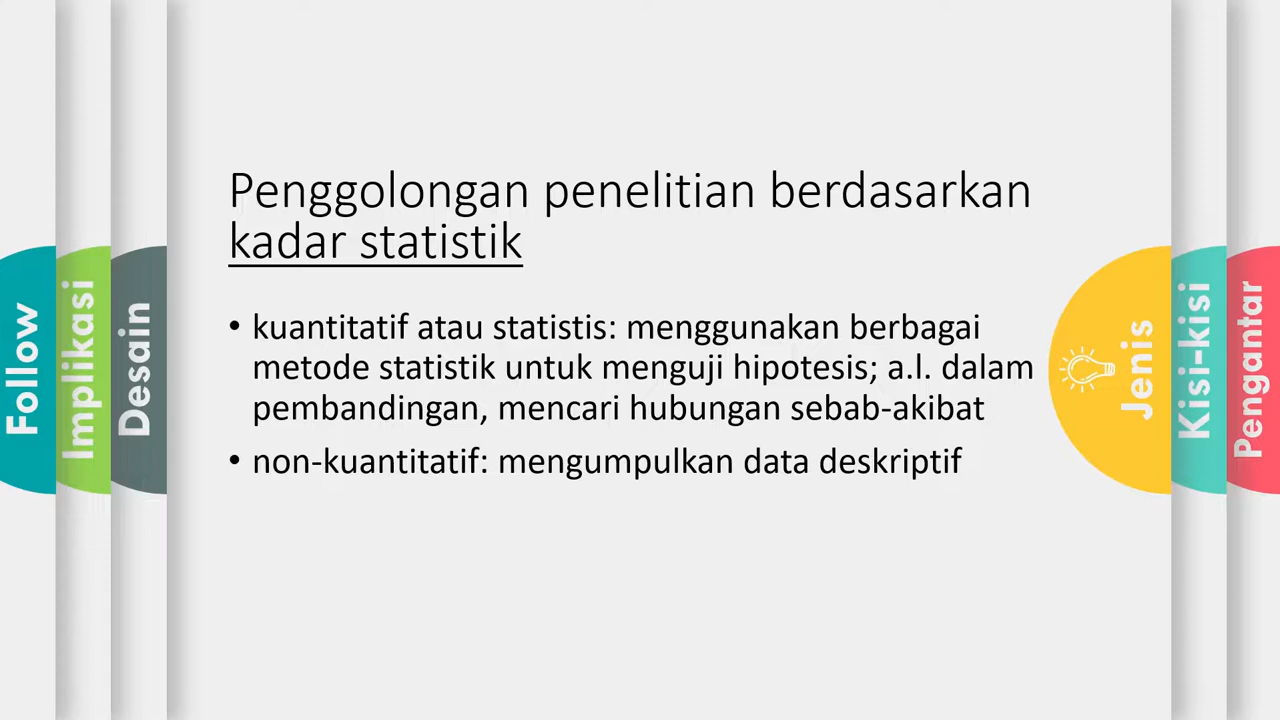 Follow
Implikasi
Desain
Penggolongan penelitian berdasarkan
kadar statistik
• kuantitatif atau statistis: menggunakan berbagai
metode statistik untuk menguji hipotesis; a.l. dalam
pembandingan, mencari hubungan sebab-akibat
• non-kuantitatif: mengumpulkan data deskriptif
Jenis
Kisi-kisi
Pengantar